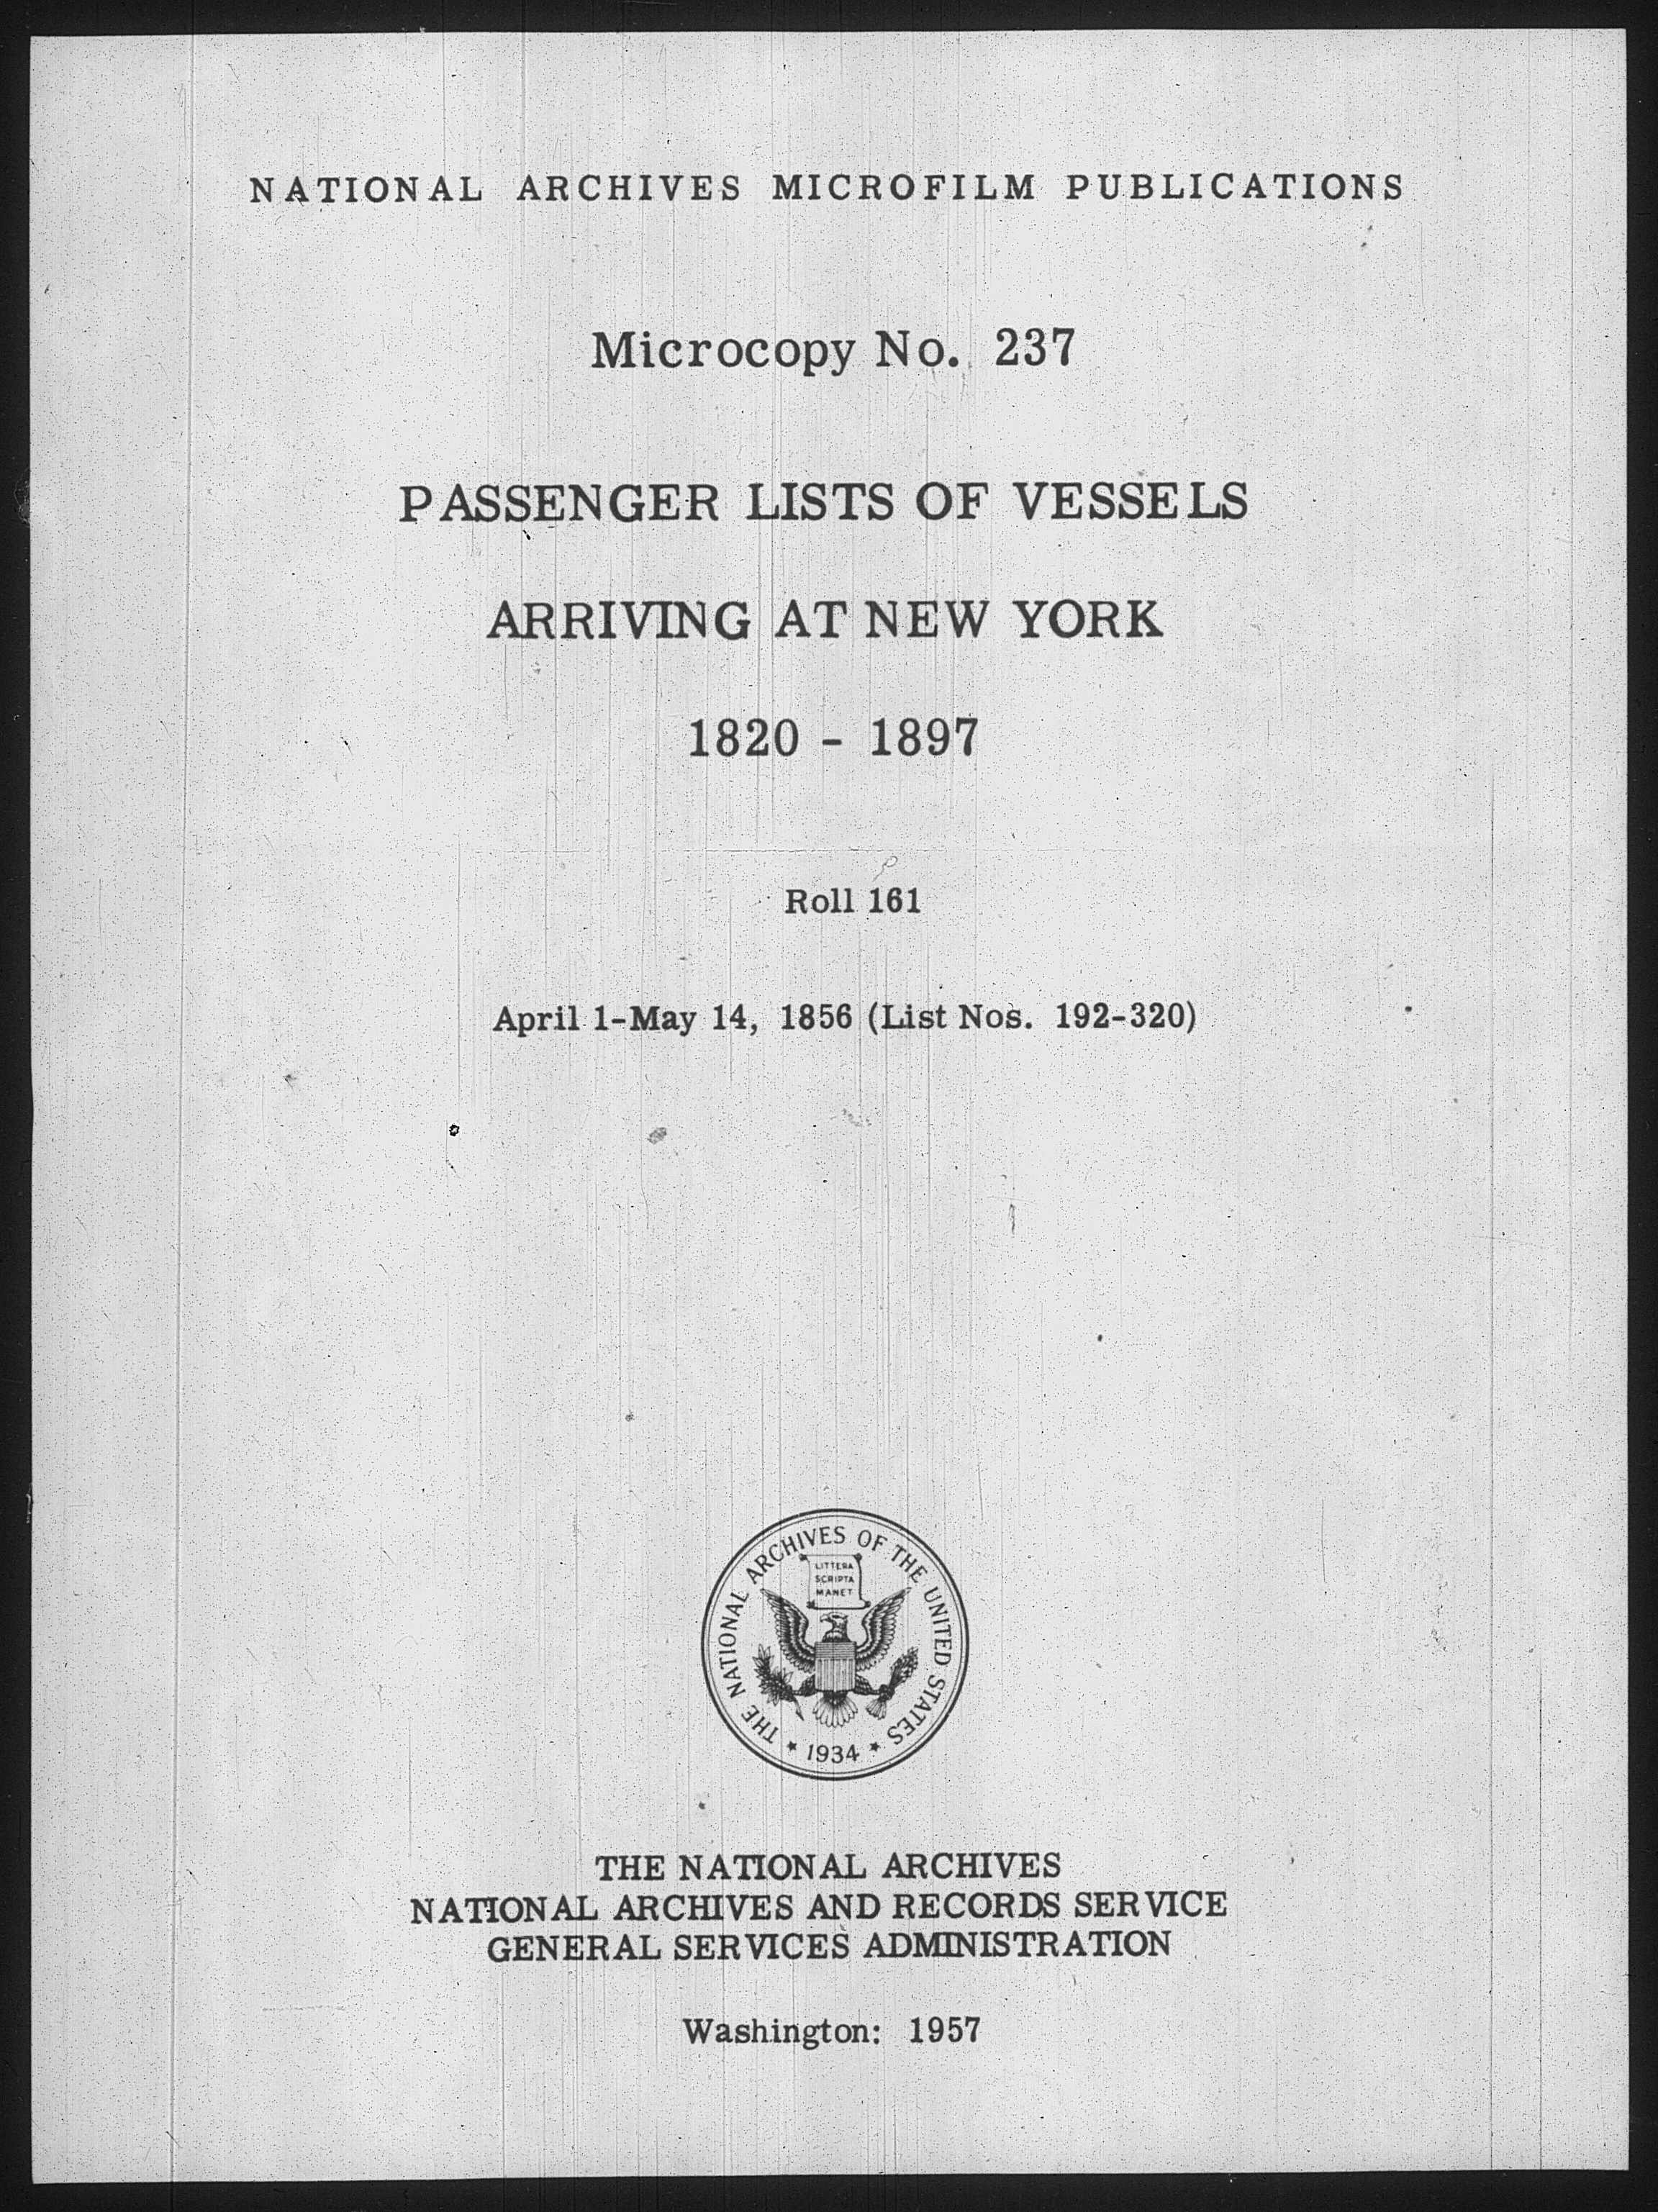 NATIONAL ARCHIVES MICROFILM PUBLICATIONS
Microcopy No. 237
PASSENGER LISTS OF VESSELS
ARRIVING AT NEW YORK
1820 - 1897
Roll 161
April 1-May 14, 1856 (List Nos. 192-320)
THE NATIONAL ARCHIVES OF THE UNITED STATES
LITTERA
SCRIPTA
MANET
★ 1934 ★
THE NATIONAL ARCHIVES
NATIONAL ARCHIVES AND RECORDS SERVICE
GENERAL SERVICES ADMINISTRATION
Washington: 1957